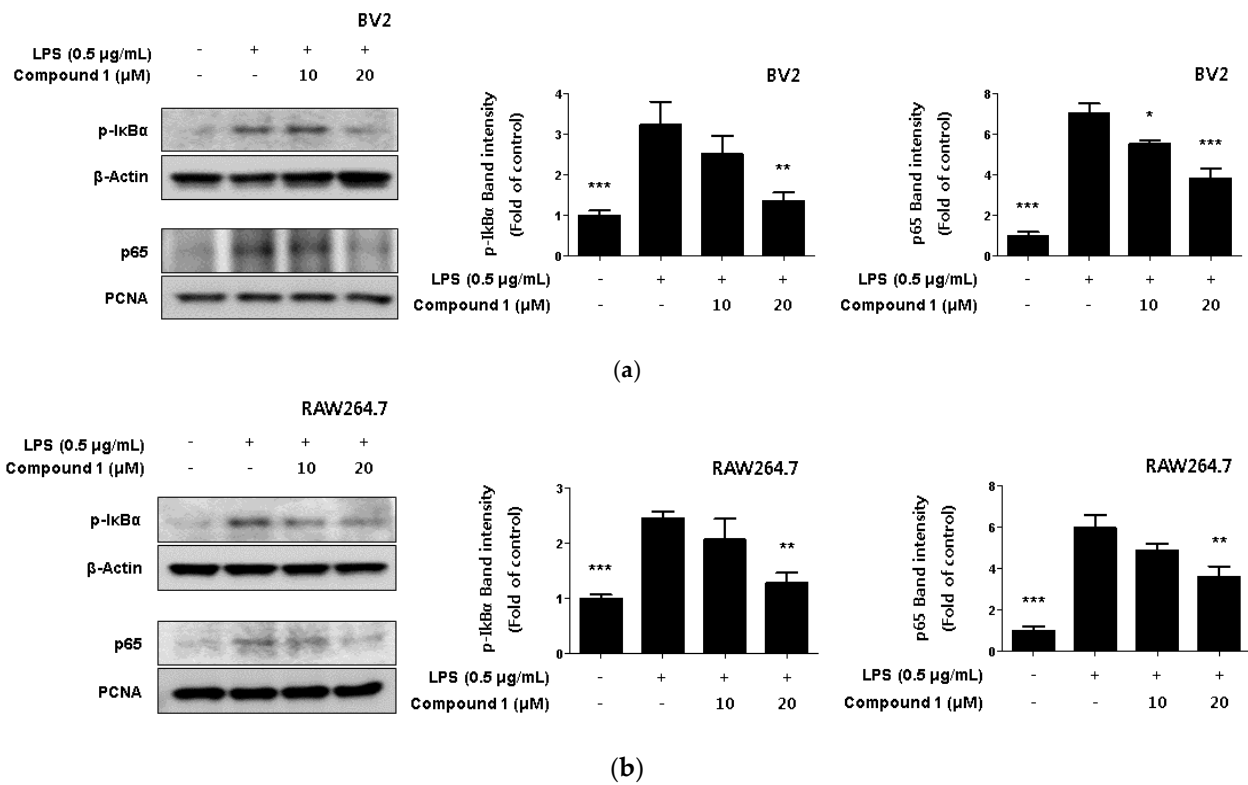 BV2
LPS (0.5 µg/mL) - + + +
Compound 1 (µM) - - 10 20
p-IκBα
β-Actin
p65
PCNA
BV2
p-IkBα Band intensity
(Fold of control)
4
3
2
1
0
*** **
LPS (0.5 µg/mL) - + + +
Compound 1 (µM) - - 10 20
BV2
p65 Band intensity
(Fold of control)
8
6
4
2
0
*** * ***
LPS (0.5 µg/mL) - + + +
Compound 1 (µM) - - 10 20
(a)
RAW264.7
LPS (0.5 µg/mL) - + + +
Compound 1 (µM) - - 10 20
p-IκBα
β-Actin
p65
PCNA
RAW264.7
p-IkBα Band intensity
(Fold of control)
3
2
1
0
*** **
LPS (0.5 µg/mL) - + + +
Compound 1 (µM) - - 10 20
RAW264.7
p65 Band intensity
(Fold of control)
8
6
4
2
0
*** **
LPS (0.5 µg/mL) - + + +
Compound 1 (µM) - - 10 20
(b)